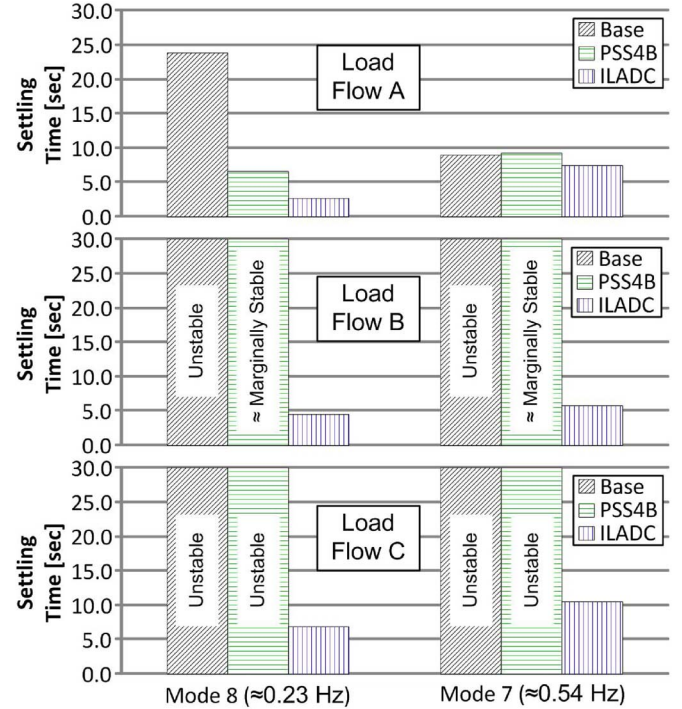 Settling
Time [sec]
30.0
25.0
20.0
15.0
10.0
5.0
0.0
Load
Flow A
Base
PSS4B
ILADC
Settling
Time [sec]
30.0
25.0
20.0
15.0
10.0
5.0
0.0
Unstable
≈ Marginally Stable
Load
Flow B
Unstable
≈ Marginally Stable
Base
PSS4B
ILADC
Settling
Time [sec]
30.0
25.0
20.0
15.0
10.0
5.0
0.0
Unstable
Unstable
Load
Flow C
Unstable
Unstable
Base
PSS4B
ILADC
Mode 8 (≈0.23 Hz)
Mode 7 (≈0.54 Hz)